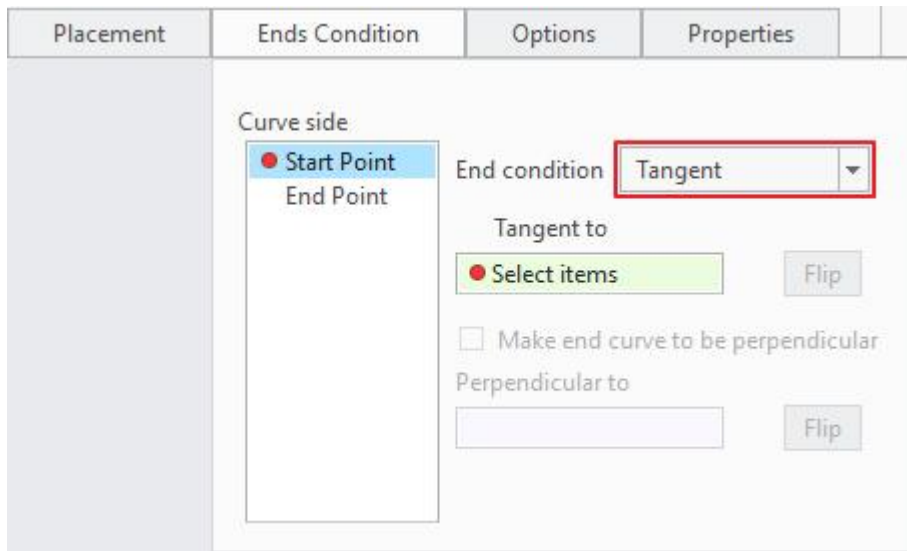 Placement Ends Condition Options Properties
Curve side
Start Point
End Point
End condition Tangent
Tangent to
Select items Flip
Make end curve to be perpendicular
Perpendicular to
Flip